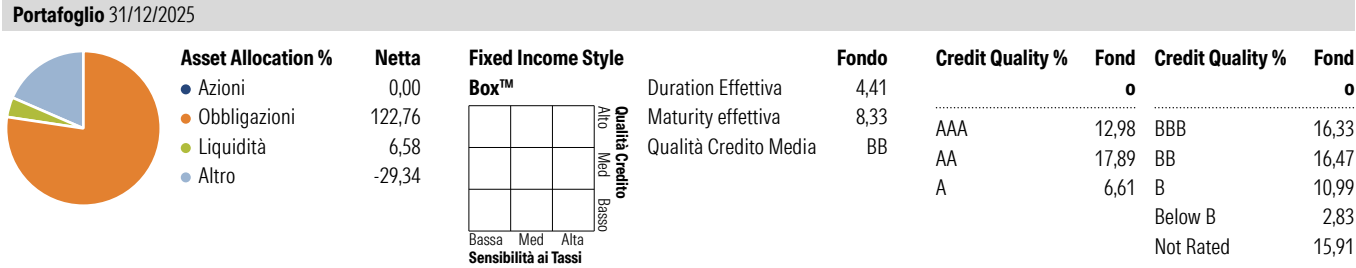 Portafoglio 31/12/2025
Asset Allocation % Netta
Azioni 0,00
Obbligazioni 122,76
Liquidità 6,58
Altro -29,34
Fixed Income Style
Box™
Alto Med Basso
Qualità Credito
Bassa Med Alta
Sensibilità ai Tassi
Fondo
Duration Effettiva 4,41
Maturity effettiva 8,33
Qualità Credito Media BB
Credit Quality % Fond
o
AAA 12,98
AA 17,89
A 6,61
Credit Quality % Fond
o
BBB 16,33
BB 16,47
B 10,99
Below B 2,83
Not Rated 15,91